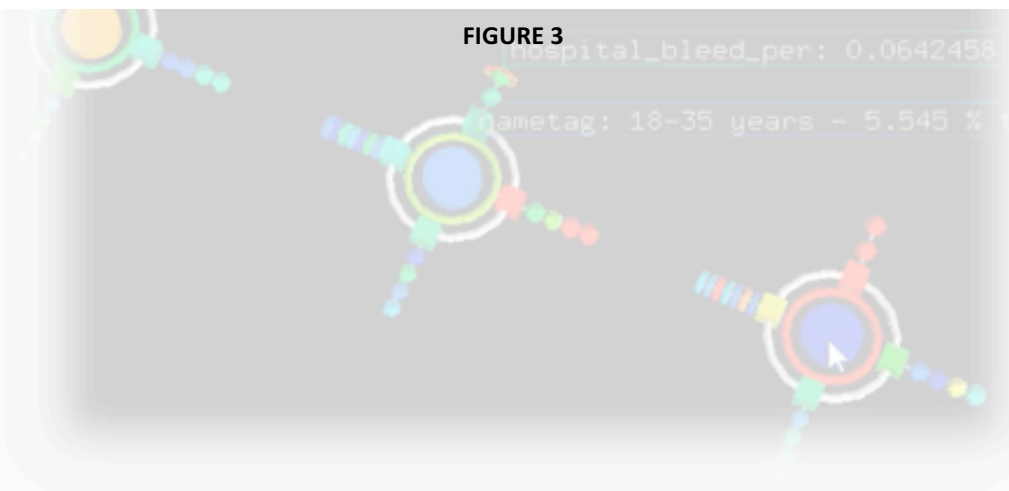 FIGURE 3
hospital_bleed_per: 0.0642458
nametag: 18-35 years - 5.545 %